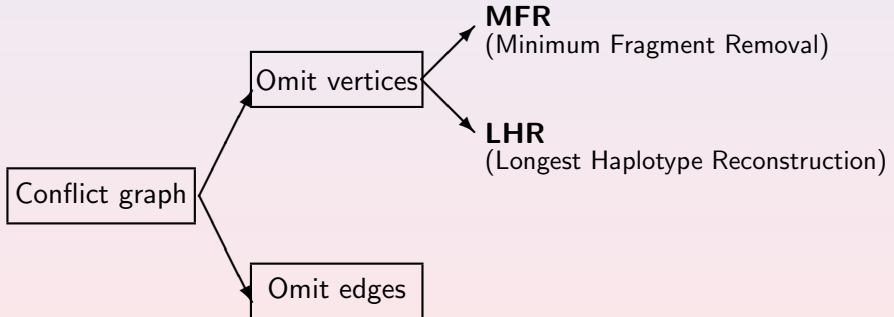 MFR
(Minimum Fragment Removal)
Omit vertices
LHR
(Longest Haplotype Reconstruction)
Conflict graph
Omit edges